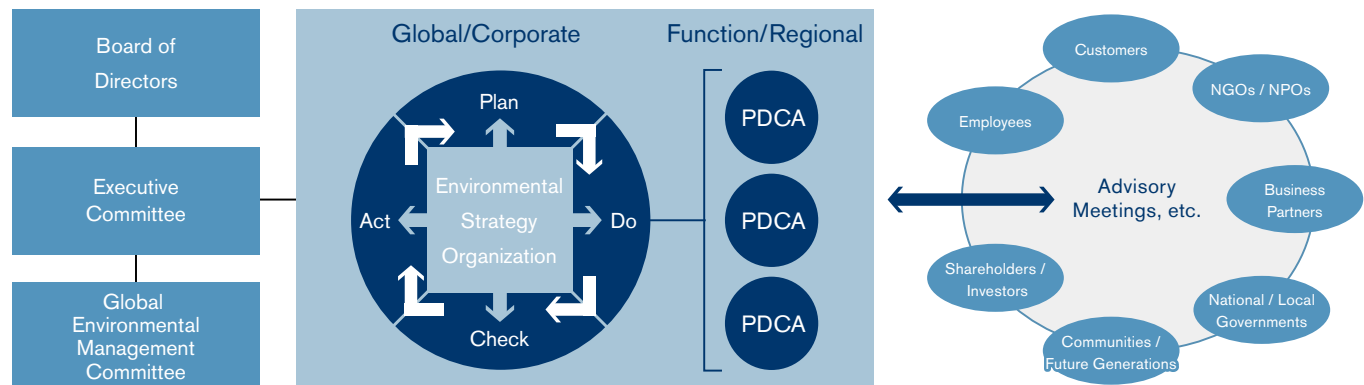 Board of
Directors
Executive
Committee
Global
Environmental
Management
Committee
Global/Corporate
Function/Regional
Plan
Environmental
Strategy
Organization
Act
Do
Check
PDCA
PDCA
PDCA
Customers
NGOs / NPOs
Employees
Advisory
Meetings, etc.
Business
Partners
Shareholders /
Investors
National / Local
Governments
Communities /
Future Generations